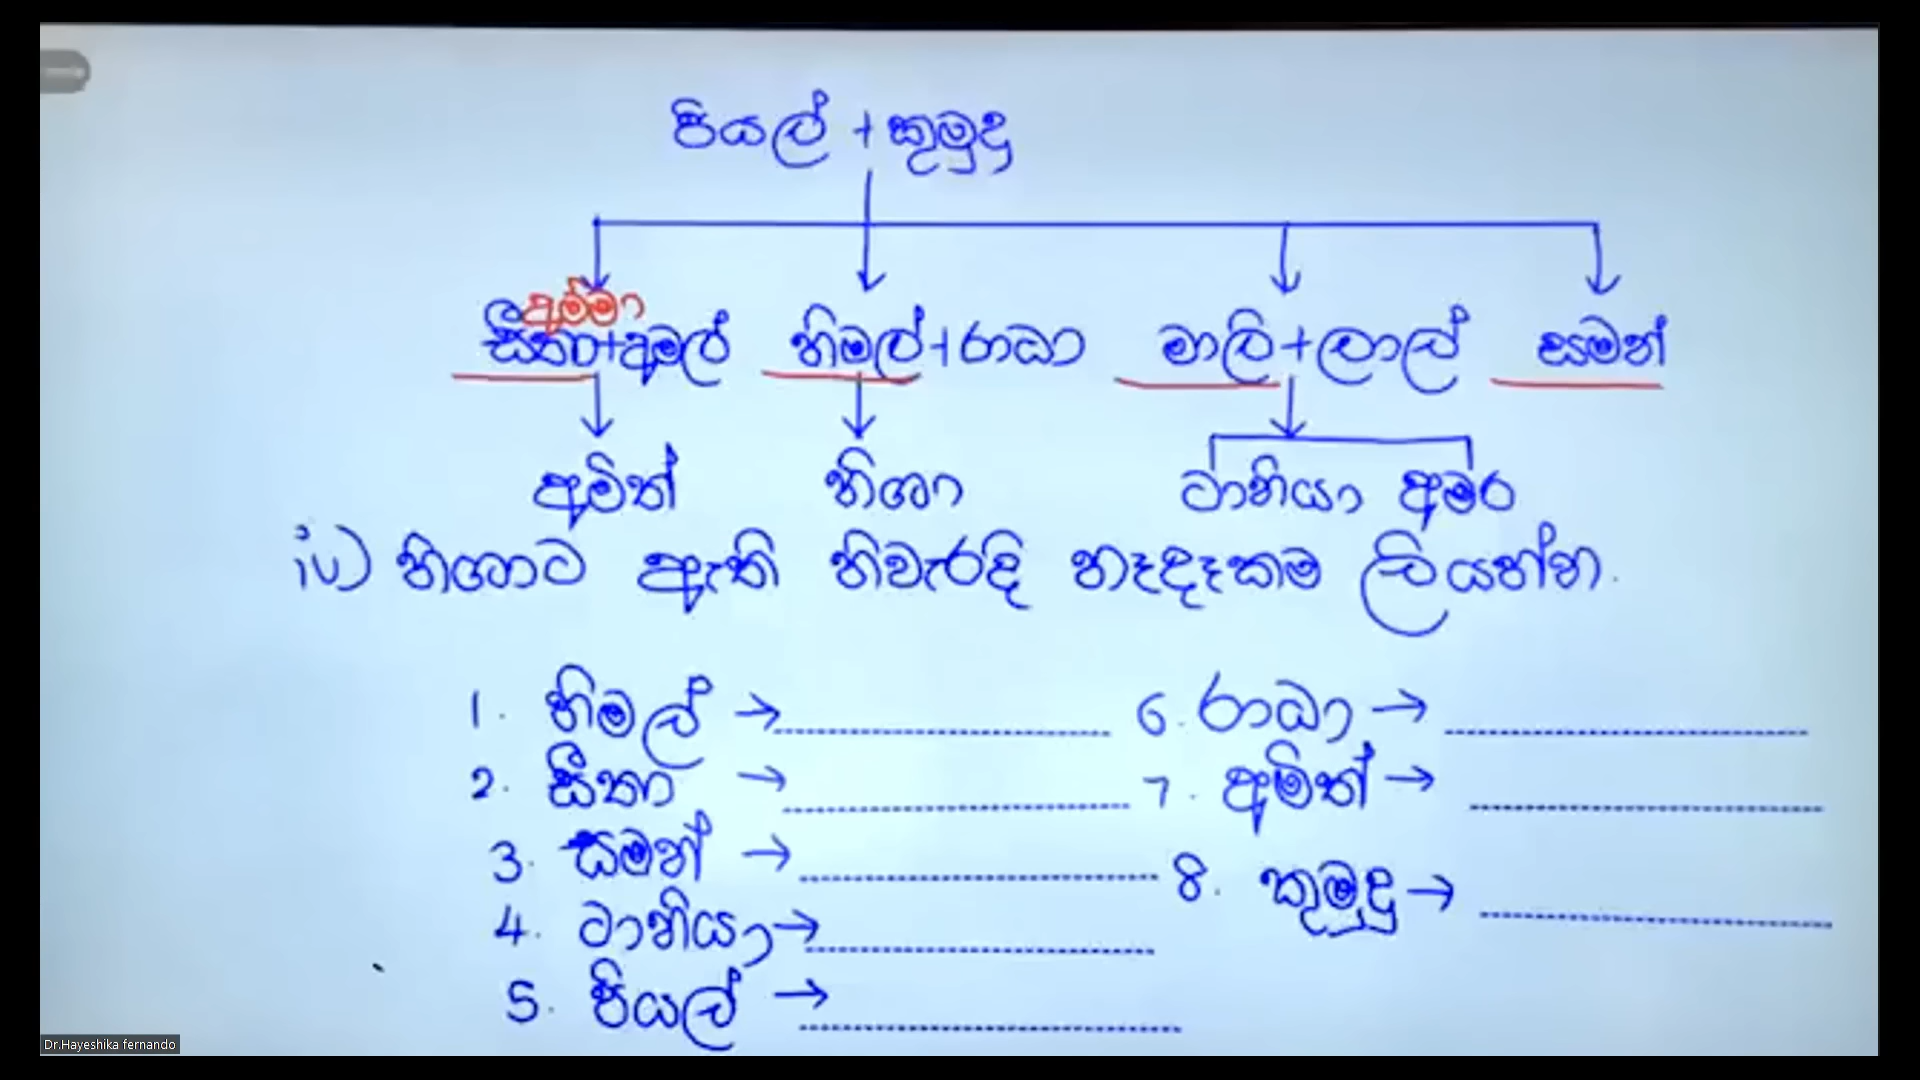 පියල් + කුමුදු
අම්මා
සීතා+අමල් නිමල්+රාධා මාලි+ලාල් සමන්
අමිත් නිශා ටානියා අමර
iv) නිශාට ඇති නිවැරදි නෑදෑකම ලියන්න.
1. නිමල් → ........ 6. රාධා → ........
2. සීතා → ........ 7. අමිත් → ........
3. සමන් → ........ 8. කුමුදු → ........
4. ටානියා → ........
5. පියල් → ........
Dr.Hayeshika fernando